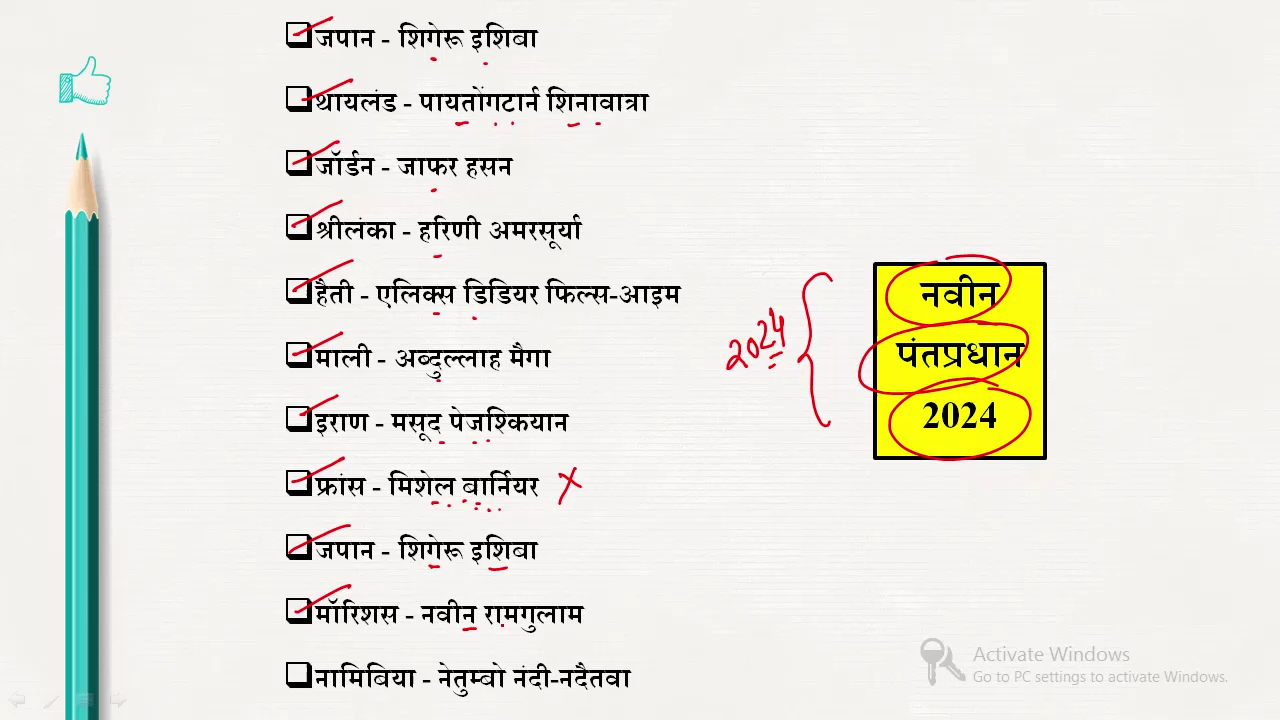 जपान - शिगेरू इशिबा
थायलंड - पायतोंगटार्न शिनावात्रा
जॉर्डन - जाफर हसन
श्रीलंका - हरिणी अमरसूर्या
हैती - एलिक्स डिडियर फिल्स-आइम
माली - अब्दुल्लाह मैगा
इराण - मसूद पेजश्कियान
फ्रांस - मिशेल बार्नियर
जपान - शिगेरू इशिबा
मॉरिशस - नवीन रामगुलाम
नामिबिया - नेतुम्बो नंदी-नदैतवा
2024
नवीन
पंतप्रधान
2024
Activate Windows
Go to PC settings to activate Windows.